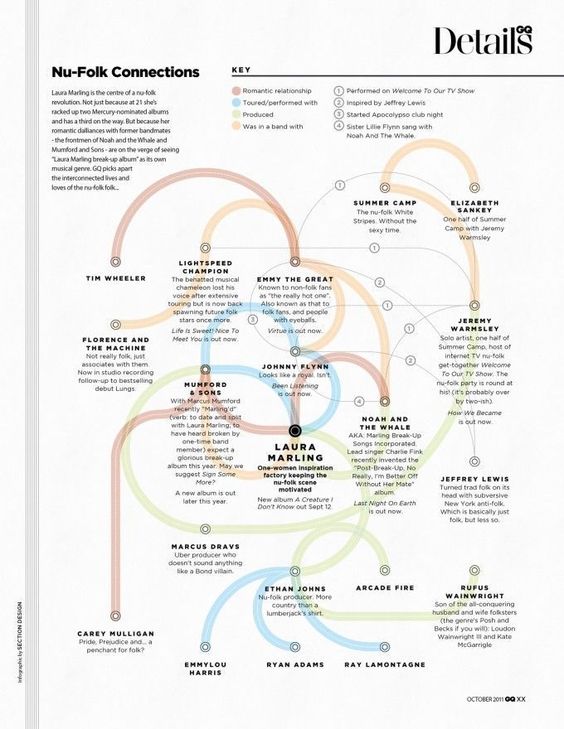 Details GQ
Nu-Folk Connections
Laura Marling is the centre of a nu-folk
revolution. Not just because at 21 she's
racked up two Mercury-nominated albums
and has a third on the way. But because her
romantic dalliances with former bandmates
- the frontmen of Noah and the Whale and
Mumford and Sons - are on the verge of seeing
"Laura Marling break-up album" as its own
musical genre. GQ picks apart
the interconnected lives and
loves of the nu-folk folk...
KEY
Romantic relationship
Toured/performed with
Produced
Was in a band with
1 Performed on Welcome To Our TV Show
2 Inspired by Jeffrey Lewis
3 Started Apocalypso club night
4 Sister Lillie Flynn sang with
Noah And The Whale.
1
SUMMER CAMP
The nu-folk White
Stripes. Without the
sexy time.
ELIZABETH
SANKEY
One half of Summer
Camp with Jeremy
Warmsley
1
TIM WHEELER
LIGHTSPEED
CHAMPION
The behatted musical
chameleon lost his
voice after extensive
touring but is now back
spawning future folk
stars once more.
Life Is Sweet! Nice To
Meet You is out now.
EMMY THE GREAT
Known to non-folk fans
as "the really hot one".
Also known as that to
folk fans, and people
with eyeballs.
Virtue is out now.
2
1
3
1
2
JEREMY
WARMSLEY
Solo artist, one half of
Summer Camp, host of
internet TV nu-folk
get-together Welcome
To Our TV Show. The
nu-folk party is round at
his! (it's probably over
by two-ish).
How We Became
is out now.
FLORENCE AND
THE MACHINE
Not really folk, just
associates with them.
Now in studio recording
follow-up to bestselling
début Lungs.
JOHNNY FLYNN
Looks like a royal. Isn't.
Been Listening
is out now.
4
MUMFORD
& SONS
With Marcus Mumford
recently "Marling'd"
(verb: to date and split
with Laura Marling, to
have heard broken by
one-time band
member) expect a
glorious break-up
album this year. May we
suggest Sign Some
More?
A new album is out
later this year.
LAURA
MARLING
One-women inspiration
factory keeping the
nu-folk scene
motivated
New album A Creature I
Don't Know out Sept 12
NOAH AND
THE WHALE
AKA: Marling Break-Up
Songs Incorporated.
Lead singer Charlie Fink
recently invented the
"Post-Break-Up, No
Really, I'm Better Off
Without Her Mate"
album.
Last Night On Earth
is out now.
JEFFREY LEWIS
Turned trad folk on its
head with subversive
New York anti-folk.
Which is basically just
folk, but less so.
MARCUS DRAVS
Uber producer who
doesn't sound anything
like a Bond villain.
ETHAN JOHNS
Nu-folk producer. More
country than a
lumberjack's shirt.
ARCADE FIRE
RUFUS
WAINWRIGHT
Son of the all-conquering
husband and wife folksters
(the genre's Posh and
Becks if you will): Loudon
Wainwright III and Kate
McGarrigle
CAREY MULLIGAN
Pride, Prejudice and... a
penchant for folk?
EMMYLOU
HARRIS
RYAN ADAMS
RAY LAMONTAGNE
Infographic by SECTION DESIGN
OCTOBER 2011 GQ XX